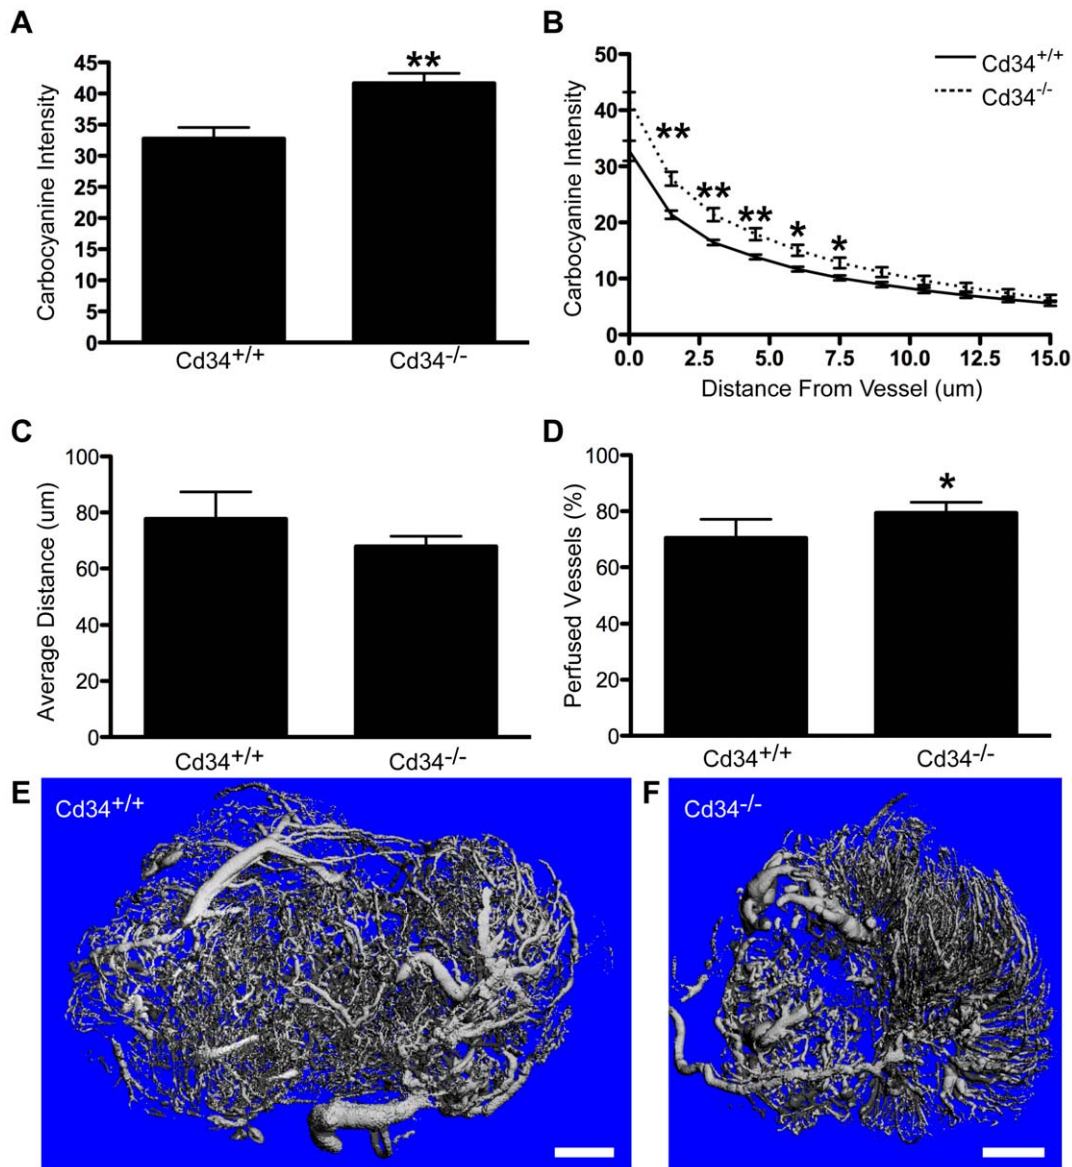 A
Carbocyanine Intensity
45
40
35
30
25
20
15
10
5
0
**
Cd34+/+
Cd34-/-
B
Carbocyanine Intensity
50
40
30
20
10
0
Cd34+/+
Cd34-/-
**
**
**
*
*
0.0 2.5 5.0 7.5 10.0 12.5 15.0
Distance From Vessel (um)
C
Average Distance (um)
100
80
60
40
20
0
Cd34+/+
Cd34-/-
D
Perfused Vessels (%)
100
80
60
40
20
0
*
Cd34+/+
Cd34-/-
E
Cd34+/+
F
Cd34-/-